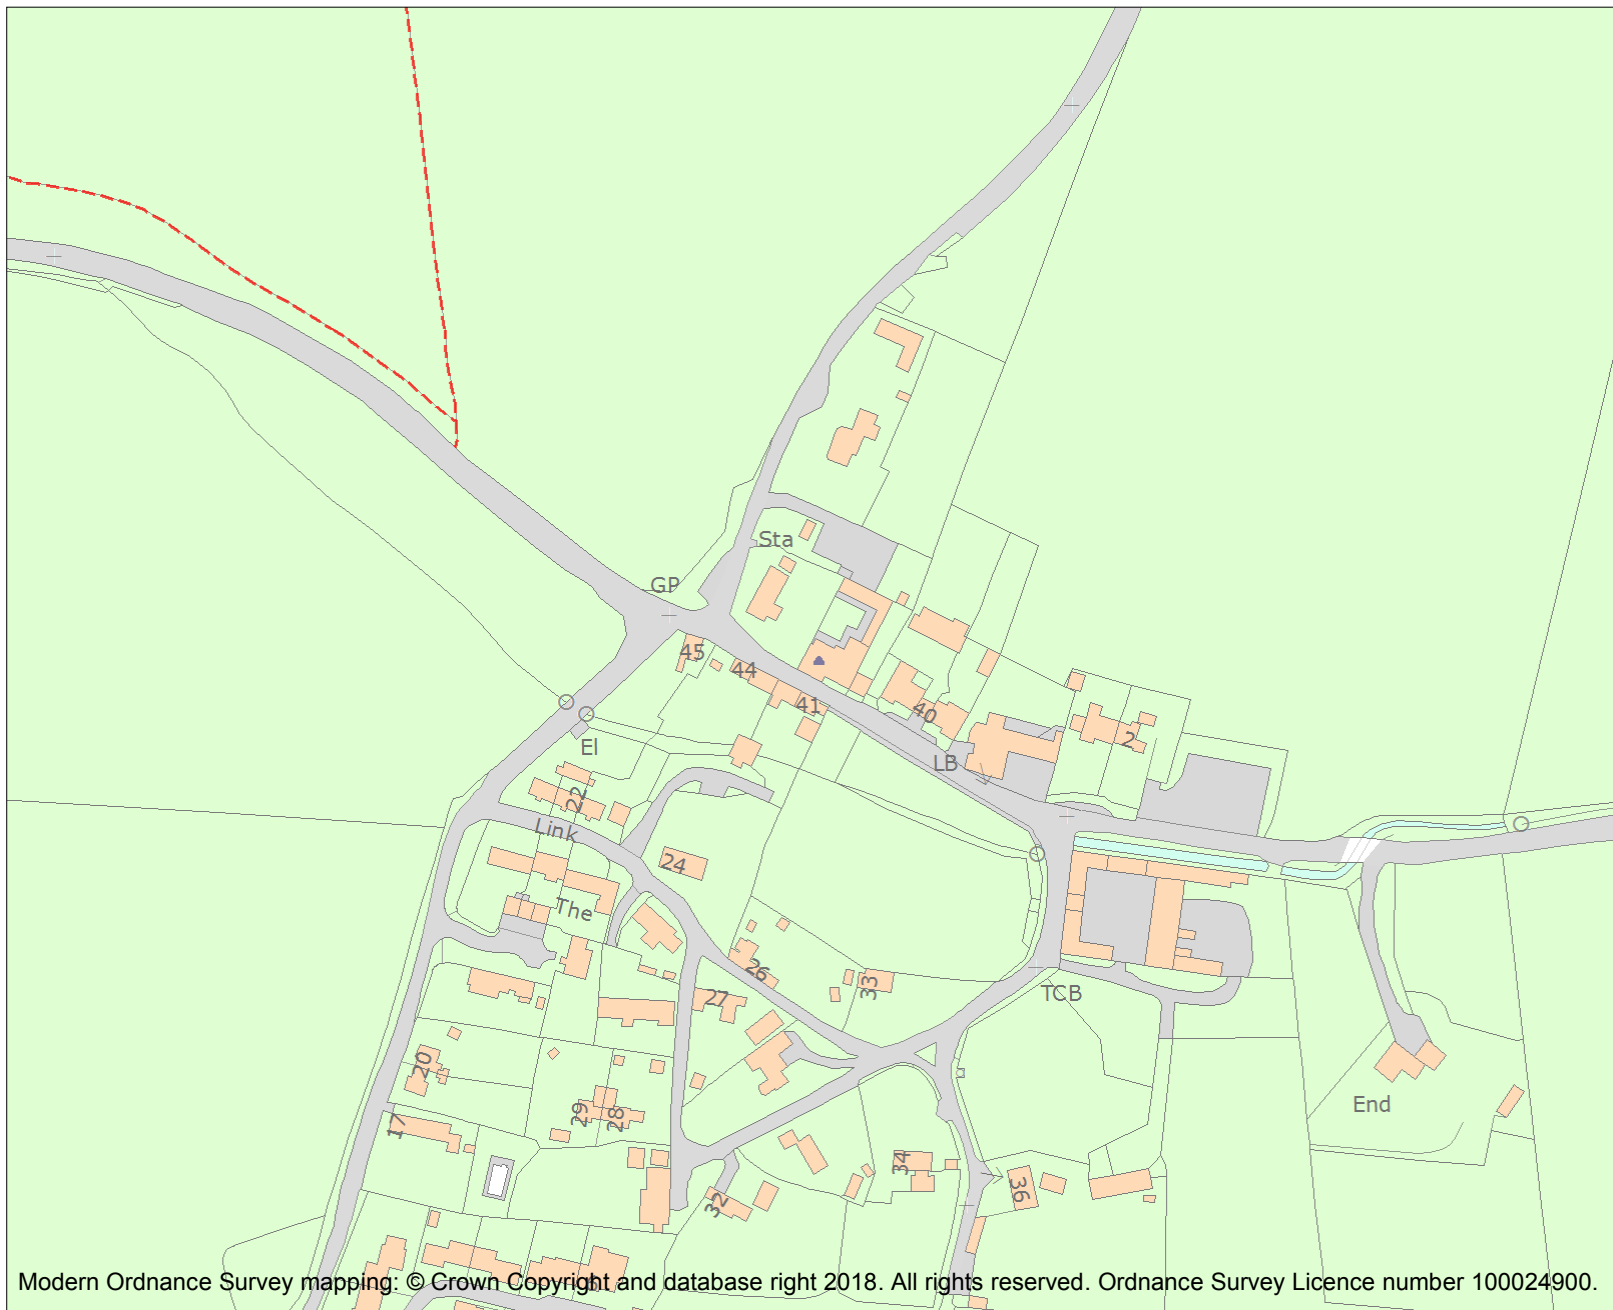 Sta
GP
45
44
41
40
El
2
LB
22
Link
24
The
26
33
27
TCB
20
End
29
28
17
34
36
32
Modern Ordnance Survey mapping: © Crown Copyright and database right 2018. All rights reserved. Ordnance Survey Licence number 100024900.